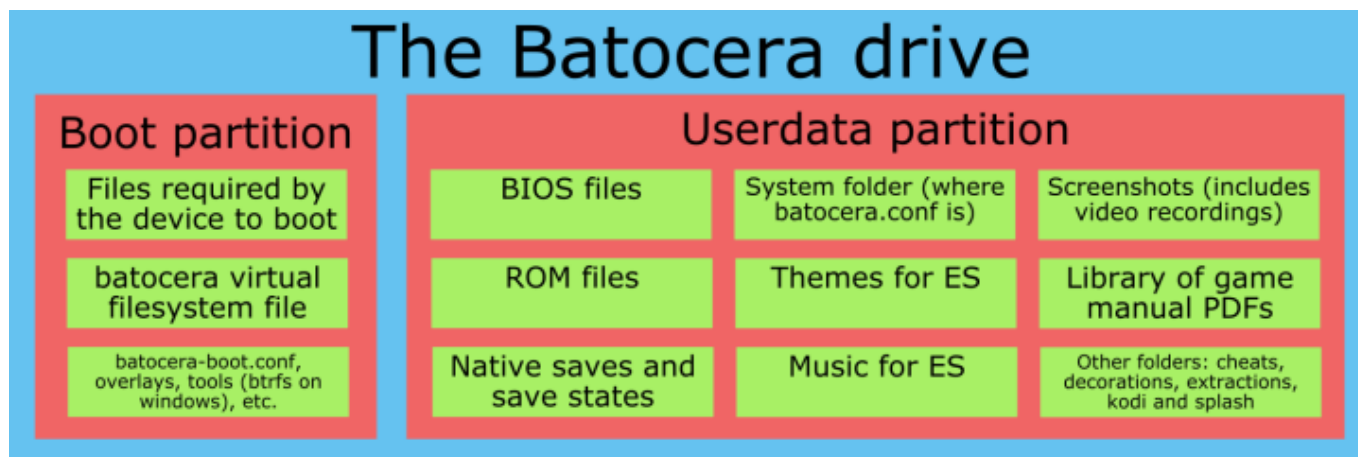 The Batocera drive
Boot partition
Files required by
the device to boot
batocera virtual
filesystem file
batocera-boot.conf,
overlays, tools (btrfs on
windows), etc.
Userdata partition
BIOS files
System folder (where
batocera.conf is)
Screenshots (includes
video recordings)
ROM files
Themes for ES
Library of game
manual PDFs
Native saves and
save states
Music for ES
Other folders: cheats,
decorations, extractions,
kodi and splash